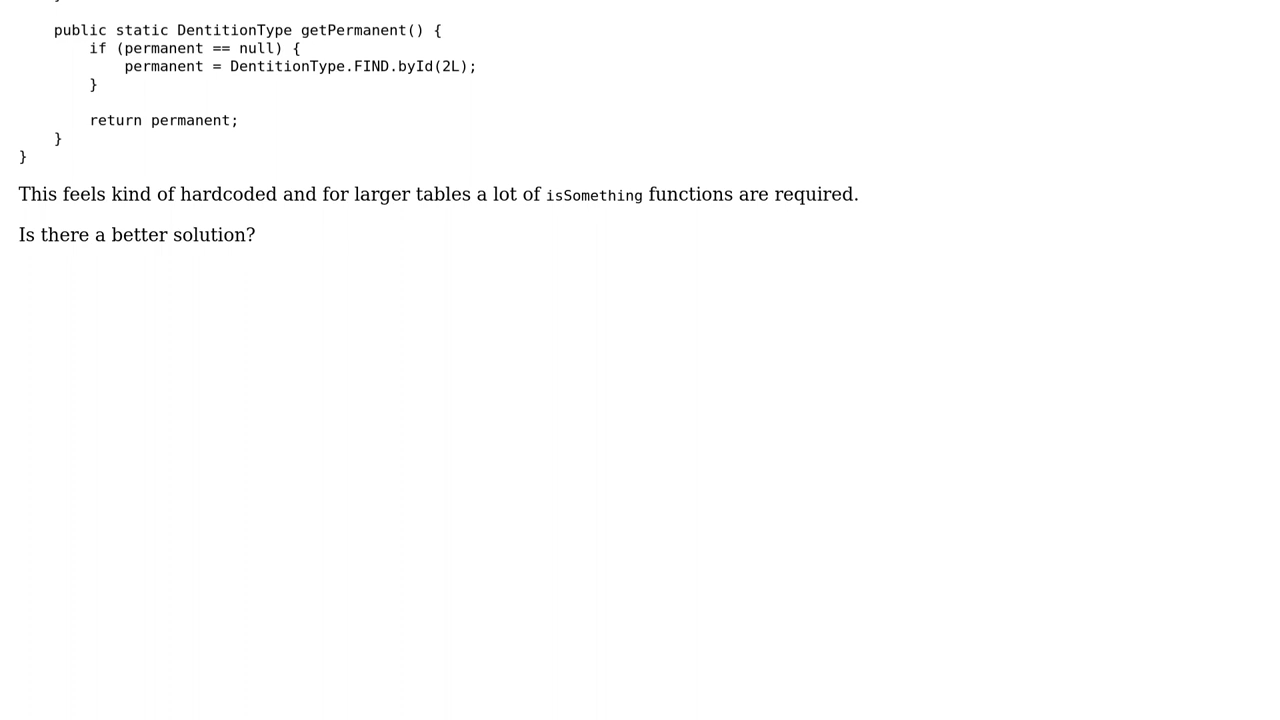 public static DentitionType getPermanent() {
if (permanent == null) {
permanent = DentitionType.FIND.byId(2L);
}
return permanent;
}
}
This feels kind of hardcoded and for larger tables a lot of isSomething functions are required.
Is there a better solution?